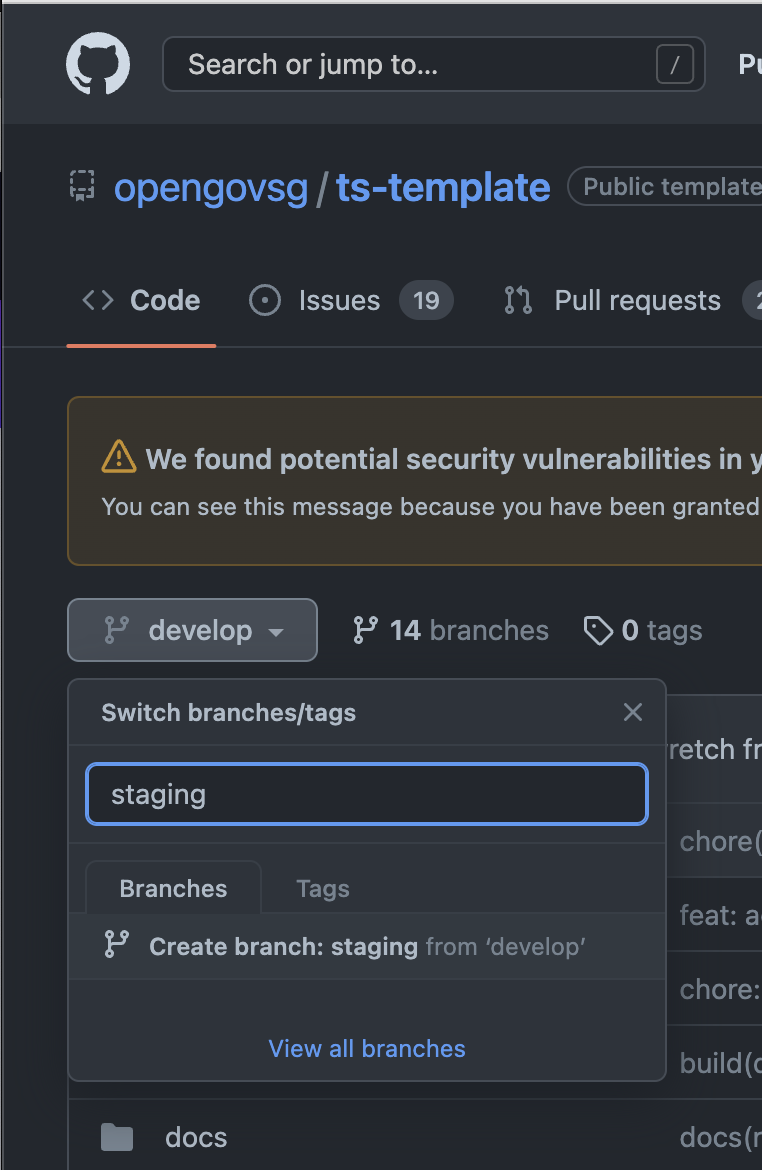 Search or jump to... /
opengovsg / ts-template Public template
Code Issues 19 Pull requests
We found potential security vulnerabilities in
You can see this message because you have been granted
develop 14 branches 0 tags
Switch branches/tags
staging
Branches Tags
Create branch: staging from ‘develop’
View all branches
retch fr
chore(
feat: a
chore:
build(
docs docs(